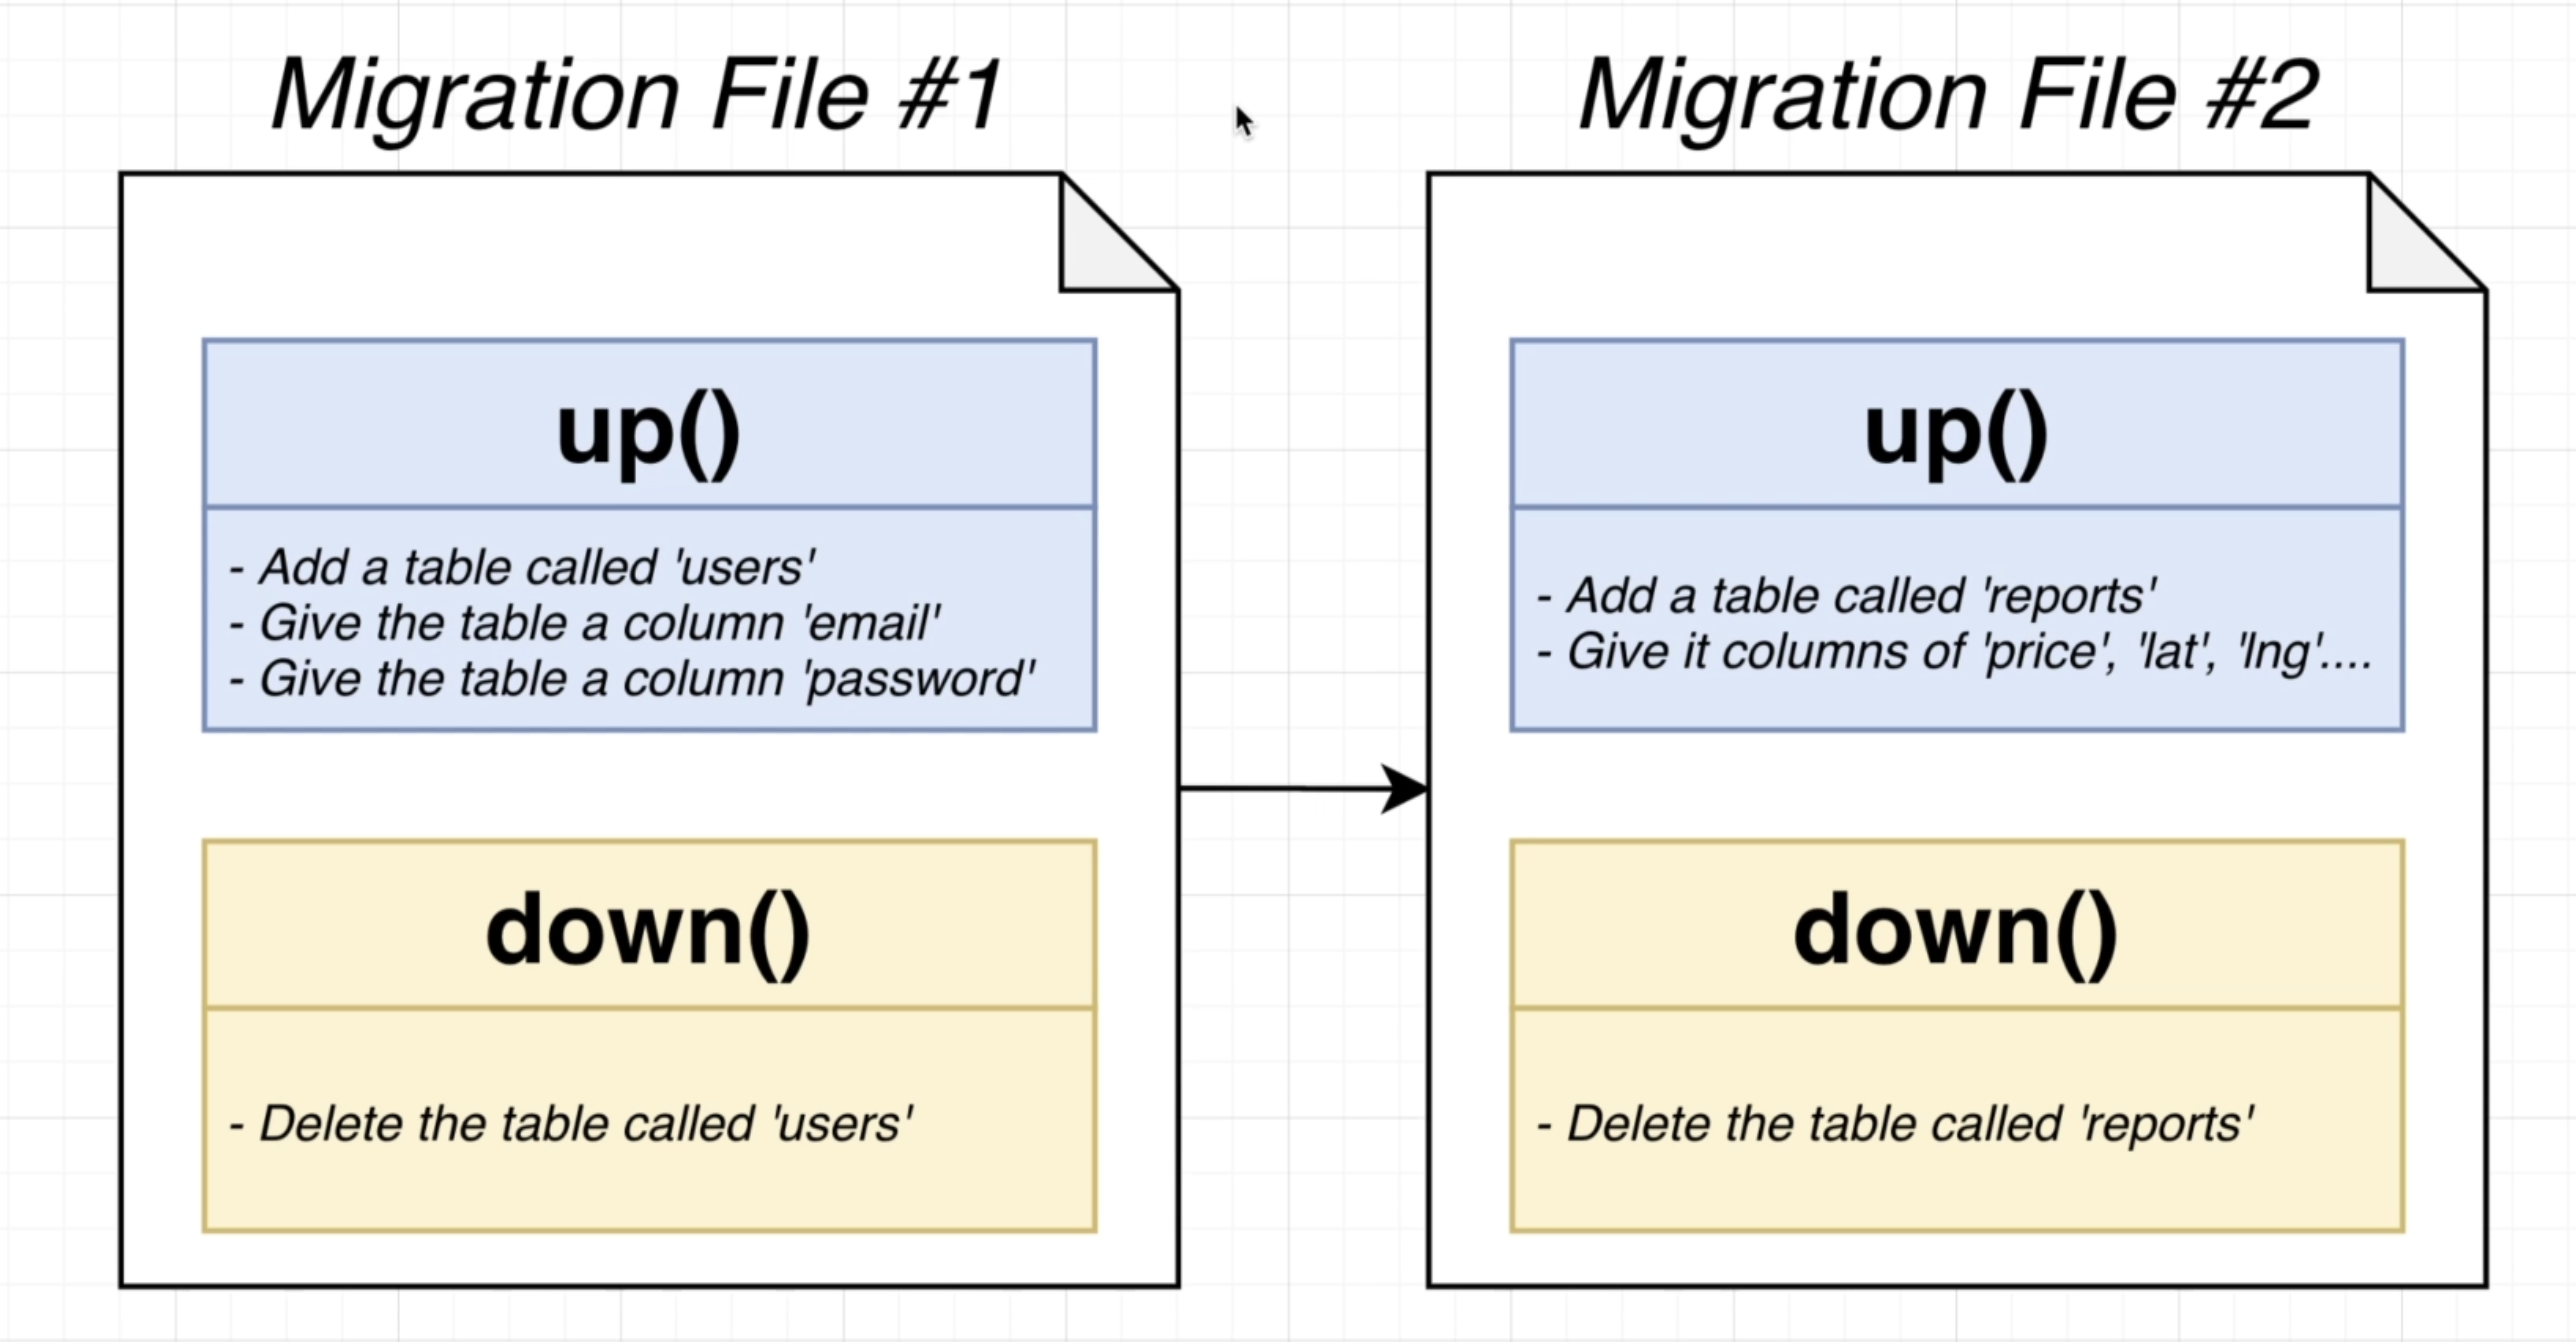 Migration File #1
up()
- Add a table called 'users'
- Give the table a column 'email'
- Give the table a column 'password'
down()
- Delete the table called 'users'
Migration File #2
up()
- Add a table called 'reports'
- Give it columns of 'price', 'lat', 'lng'....
down()
- Delete the table called 'reports'